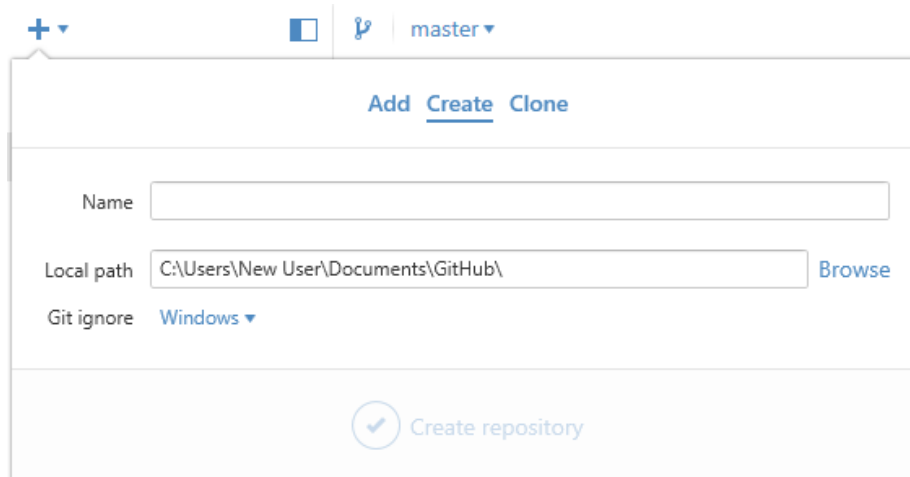 master
Add Create Clone
Name
Local path C:\Users\New User\Documents\GitHub\ Browse
Git ignore Windows
Create repository